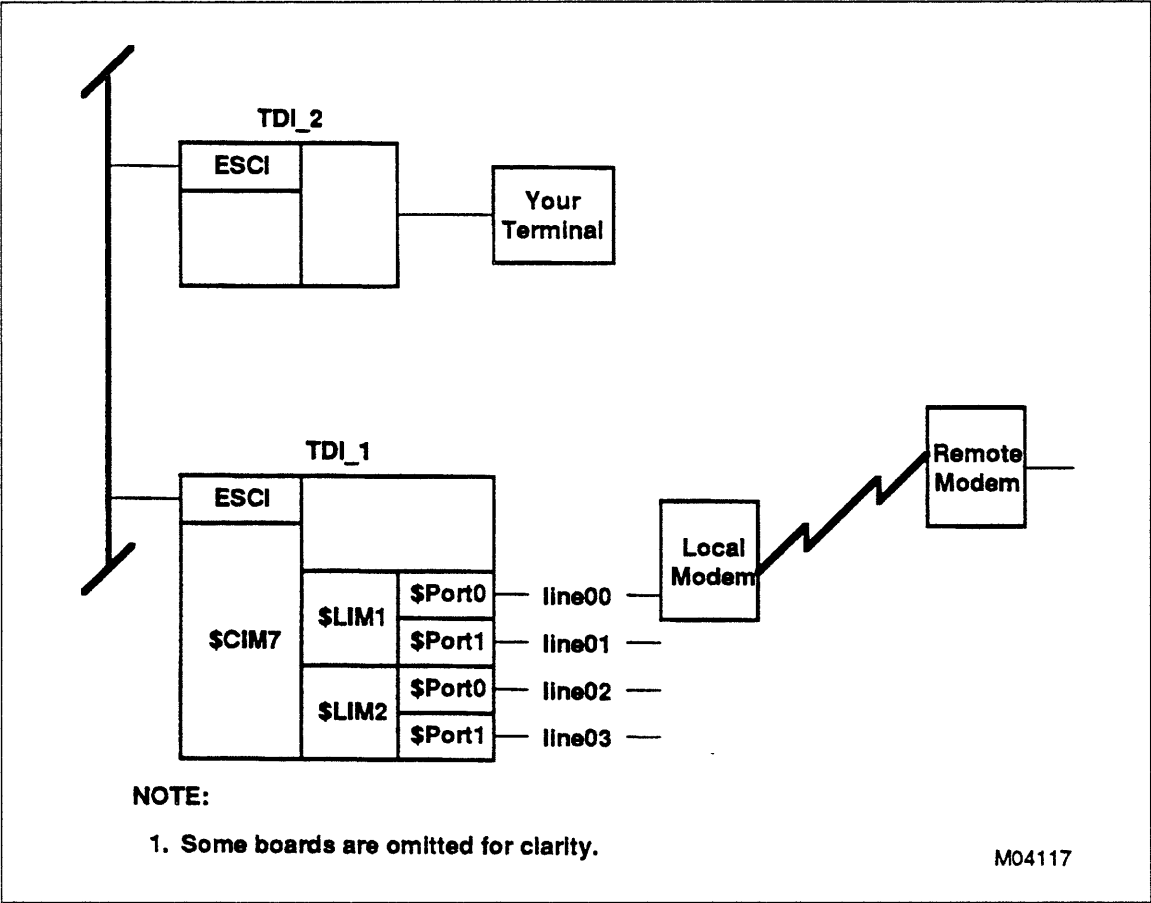 TDI_2
ESCI
Your
Terminal
TDI_1
ESCI
$CIM7
$LIM1
$Port0
line00
$Port1
line01
$LIM2
$Port0
line02
$Port1
line03
Local
Modem
Remote
Modem
NOTE:
1. Some boards are omitted for clarity.
M04117